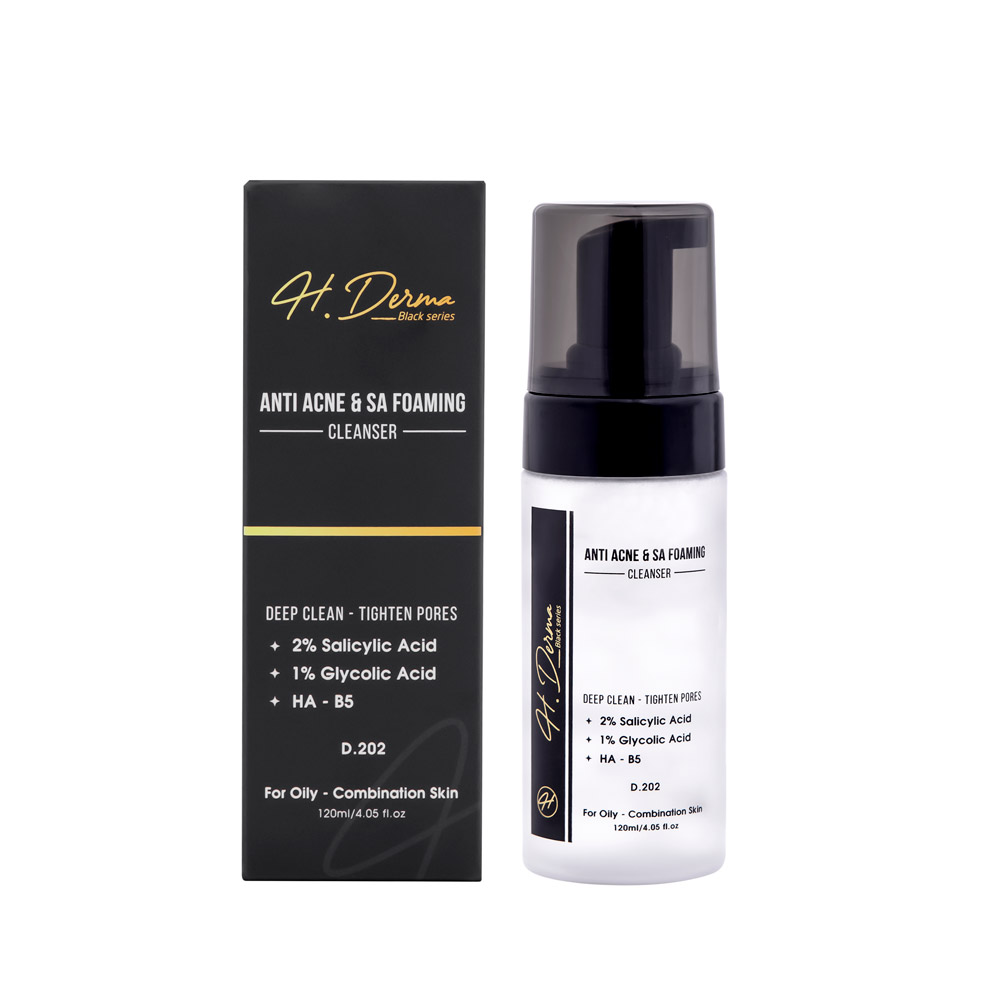 H. Derma
Black series
ANTI ACNE & SA FOAMING
CLEANSER
DEEP CLEAN - TIGHTEN PORES
✦ 2% Salicylic Acid
✦ 1% Glycolic Acid
✦ HA - B5
D.202
For Oily - Combination Skin
120ml/4.05 fl.oz
H. Derma
Black series
H
ANTI ACNE & SA FOAMING
CLEANSER
DEEP CLEAN - TIGHTEN PORES
✦ 2% Salicylic Acid
✦ 1% Glycolic Acid
✦ HA - B5
D.202
For Oily - Combination Skin
120ml/4.05 fl.oz